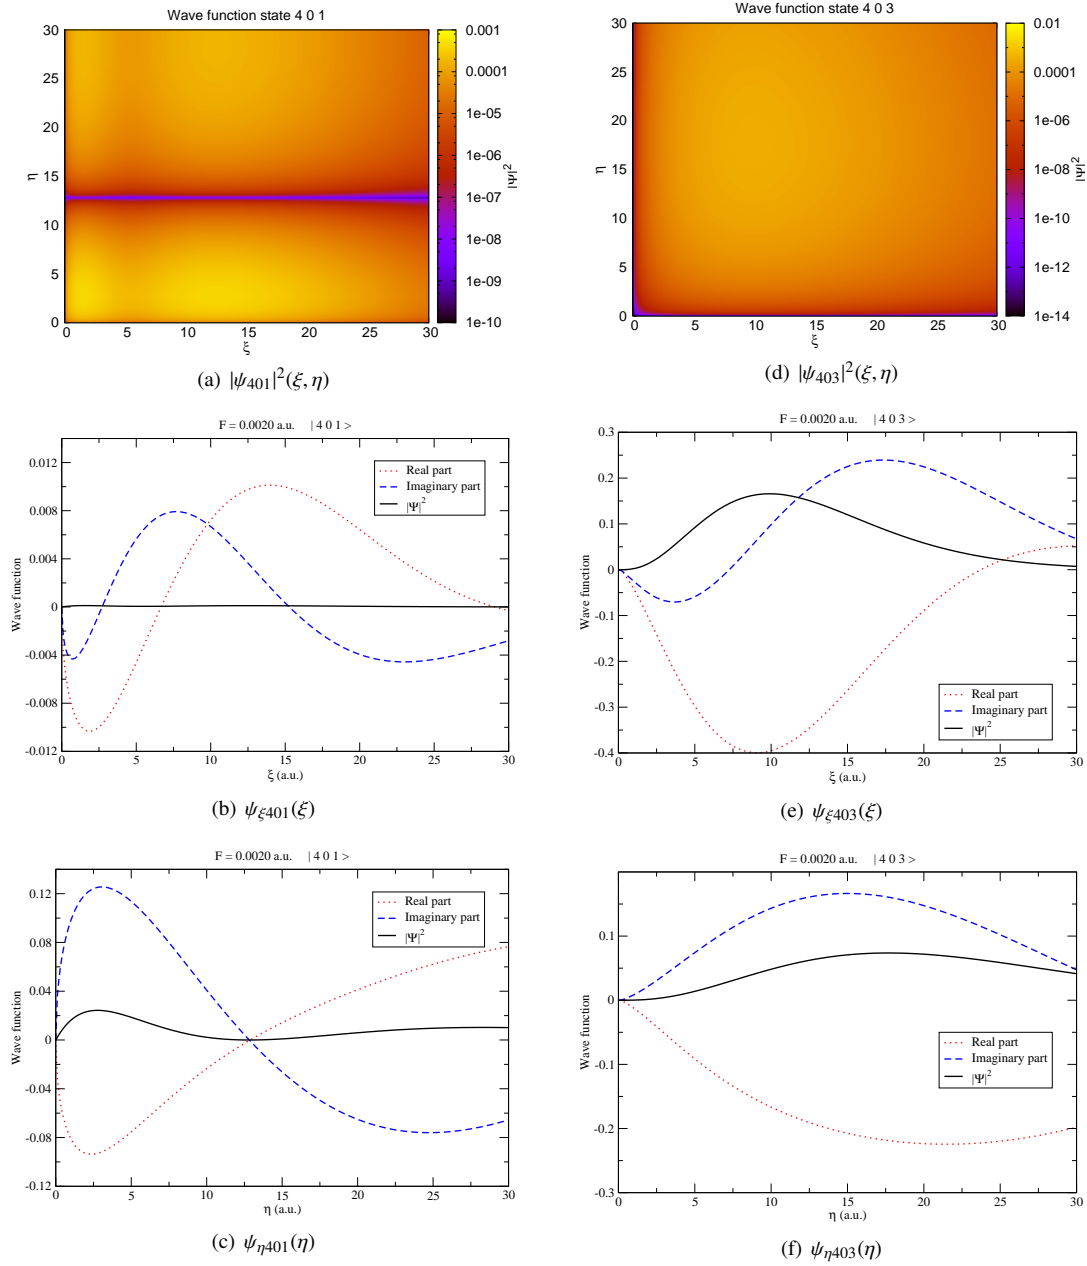 Wave function state 4 0 1
30
25
20
15
10
5
0
η
0 5 10 15 20 25 30
ξ
0.001
0.0001
1e-05
1e-06
1e-07
1e-08
1e-09
1e-10
|Ψ|²
(a) |ψ₄₀₁|²(ξ, η)
Wave function state 4 0 3
30
25
20
15
10
5
0
η
0 5 10 15 20 25 30
ξ
0.01
0.0001
1e-06
1e-08
1e-10
1e-12
1e-14
|Ψ|²
(d) |ψ₄₀₃|²(ξ, η)
F = 0.0020 a.u. | 4 0 1 >
0.012
0.008
0.004
0
-0.004
-0.008
-0.012
Wave function
Real part
Imaginary part
|Ψ|²
0 5 10 15 20 25 30
ξ (a.u.)
(b) ψξ₄₀₁(ξ)
F = 0.0020 a.u. | 4 0 3 >
0.3
0.2
0.1
0
-0.1
-0.2
-0.3
-0.4
Wave function
Real part
Imaginary part
|Ψ|²
0 5 10 15 20 25 30
ξ (a.u.)
(e) ψξ₄₀₃(ξ)
F = 0.0020 a.u. | 4 0 1 >
0.12
0.08
0.04
0
-0.04
-0.08
-0.12
Wave function
Real part
Imaginary part
|Ψ|²
0 5 10 15 20 25 30
η (a.u.)
(c) ψη₄₀₁(η)
F = 0.0020 a.u. | 4 0 3 >
0.1
0
-0.1
-0.2
-0.3
Wave function
Real part
Imaginary part
|Ψ|²
0 5 10 15 20 25 30
η (a.u.)
(f) ψη₄₀₃(η)